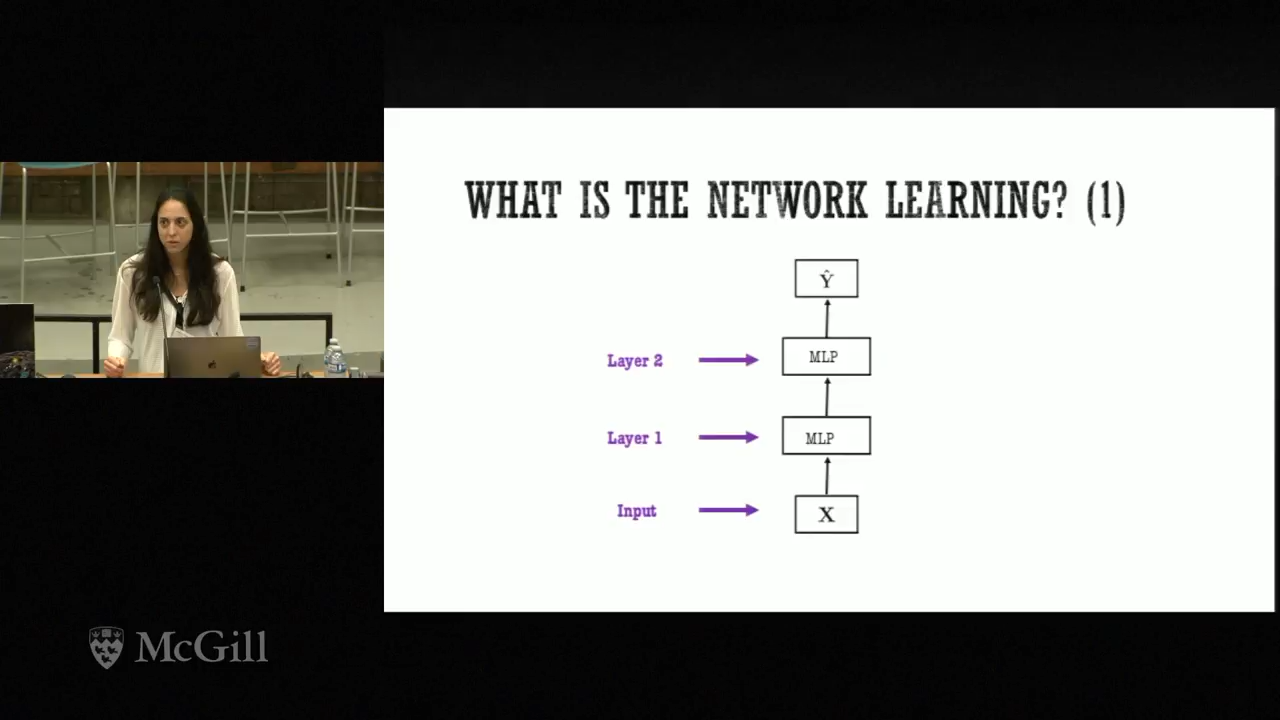 WHAT IS THE NETWORK LEARNING? (1)
Ŷ
Layer 2 MLP
Layer 1 MLP
Input X
McGill